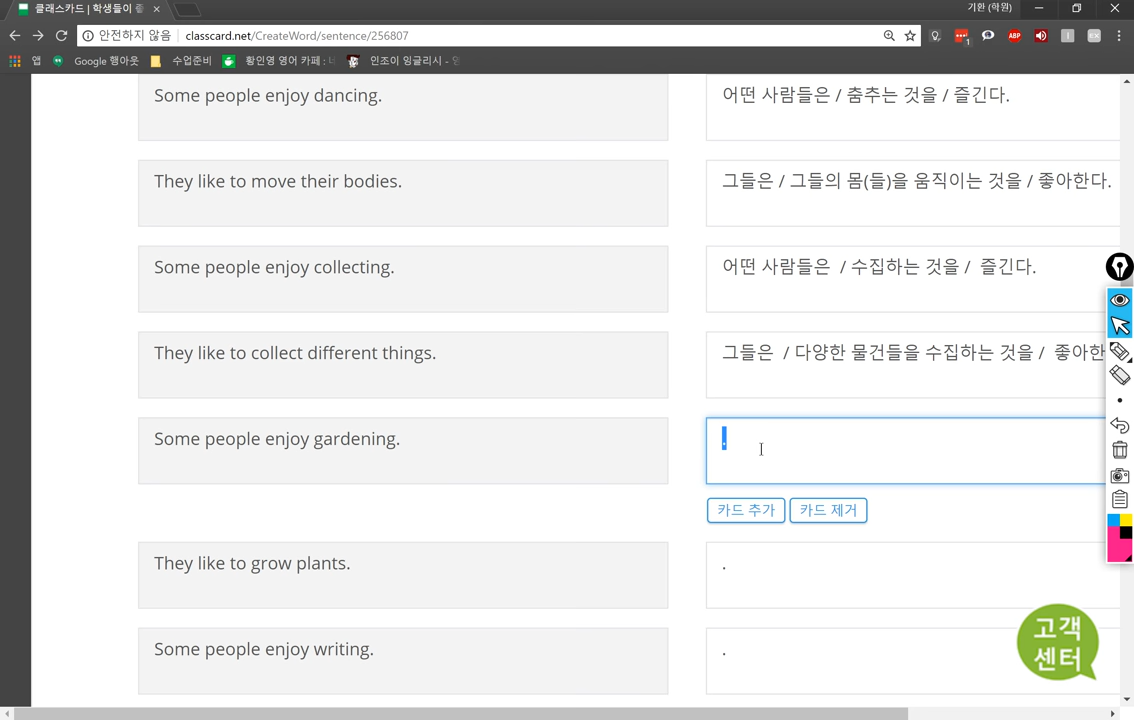 클래스카드 | 학생들이 즐
기환 (학원)
안전하지 않음 classcard.net/CreateWord/sentence/256807
앱 Google 행아웃 수업준비 황인영 영어 카페 : 인조이 잉글리시 -
ABP
1
Some people enjoy dancing. 어떤 사람들은 / 춤추는 것을 / 즐긴다.
They like to move their bodies. 그들은 / 그들의 몸(들)을 움직이는 것을 / 좋아한다.
Some people enjoy collecting. 어떤 사람들은 / 수집하는 것을 / 즐긴다.
They like to collect different things. 그들은 / 다양한 물건들을 수집하는 것을 / 좋아한
Some people enjoy gardening. .
카드 추가 카드 제거
They like to grow plants. .
Some people enjoy writing. .
고객
센터